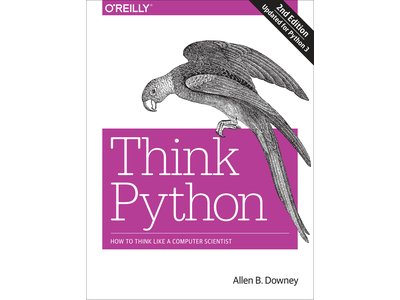 O'REILLY®
2nd Edition
Updated for Python 3
Think
Python
HOW TO THINK LIKE A COMPUTER SCIENTIST
Allen B. Downey